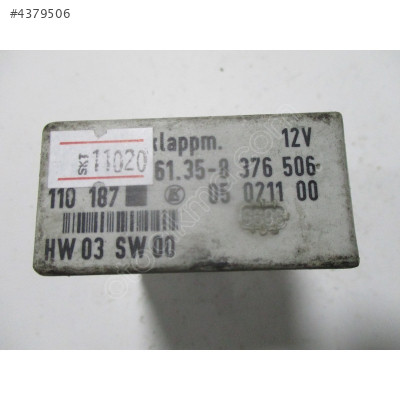 #4379506
klappm. 12V
SKT 11020
61.35-8 376 506
110 187 05 0211 00
HW 03 SW 00